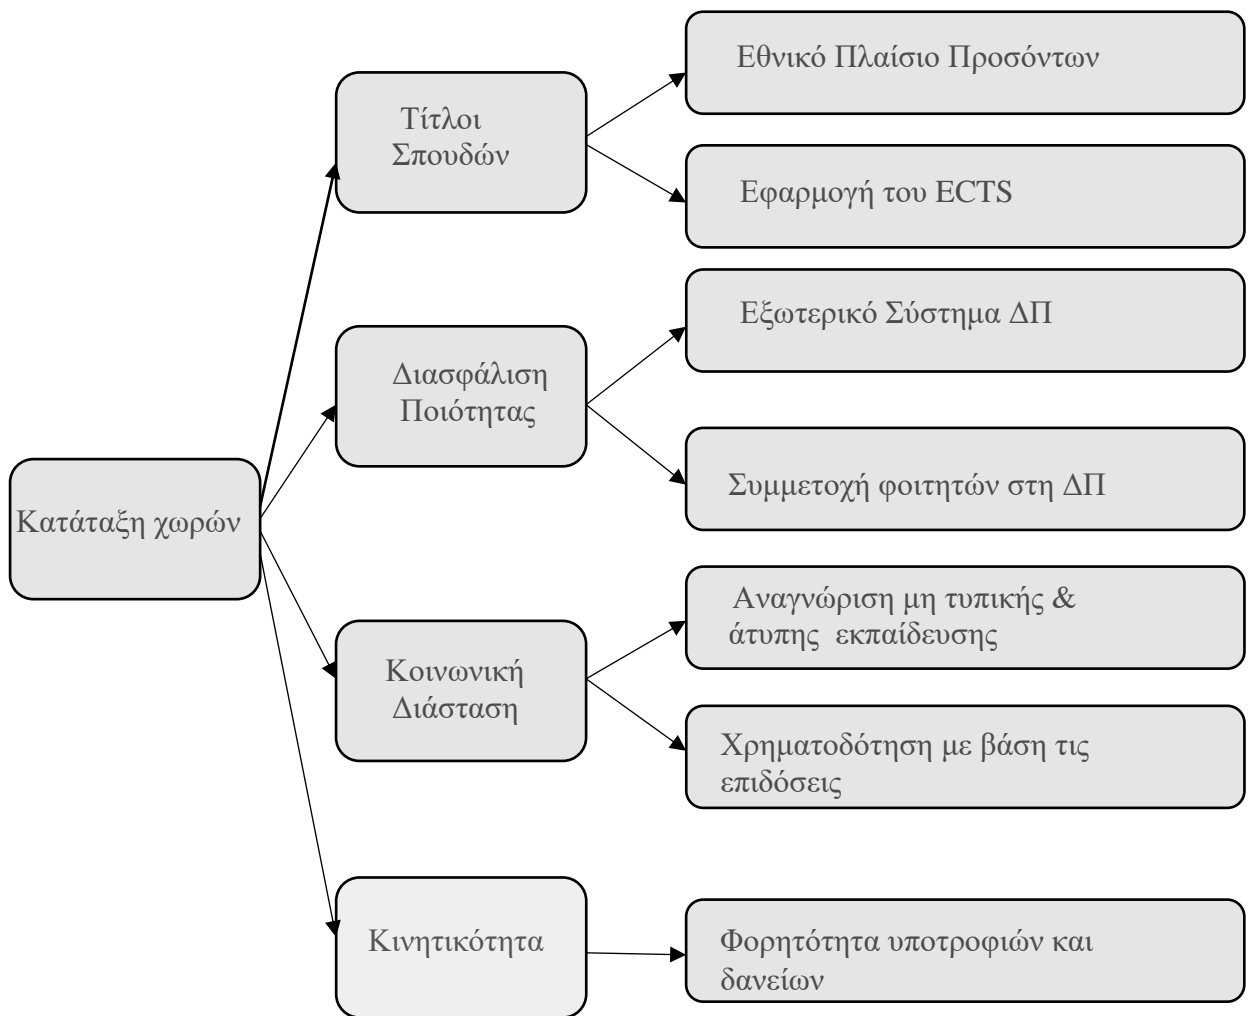 Κατάταξη χωρών
Τίτλοι
Σπουδών
Εθνικό Πλαίσιο Προσόντων
Εφαρμογή του ECTS
Διασφάλιση
Ποιότητας
Εξωτερικό Σύστημα ΔΠ
Συμμετοχή φοιτητών στη ΔΠ
Κοινωνική
Διάσταση
Αναγνώριση μη τυπικής &
άτυπης εκπαίδευσης
Χρηματοδότηση με βάση τις
επιδόσεις
Κινητικότητα
Φορητότητα υποτροφιών και
δανείων